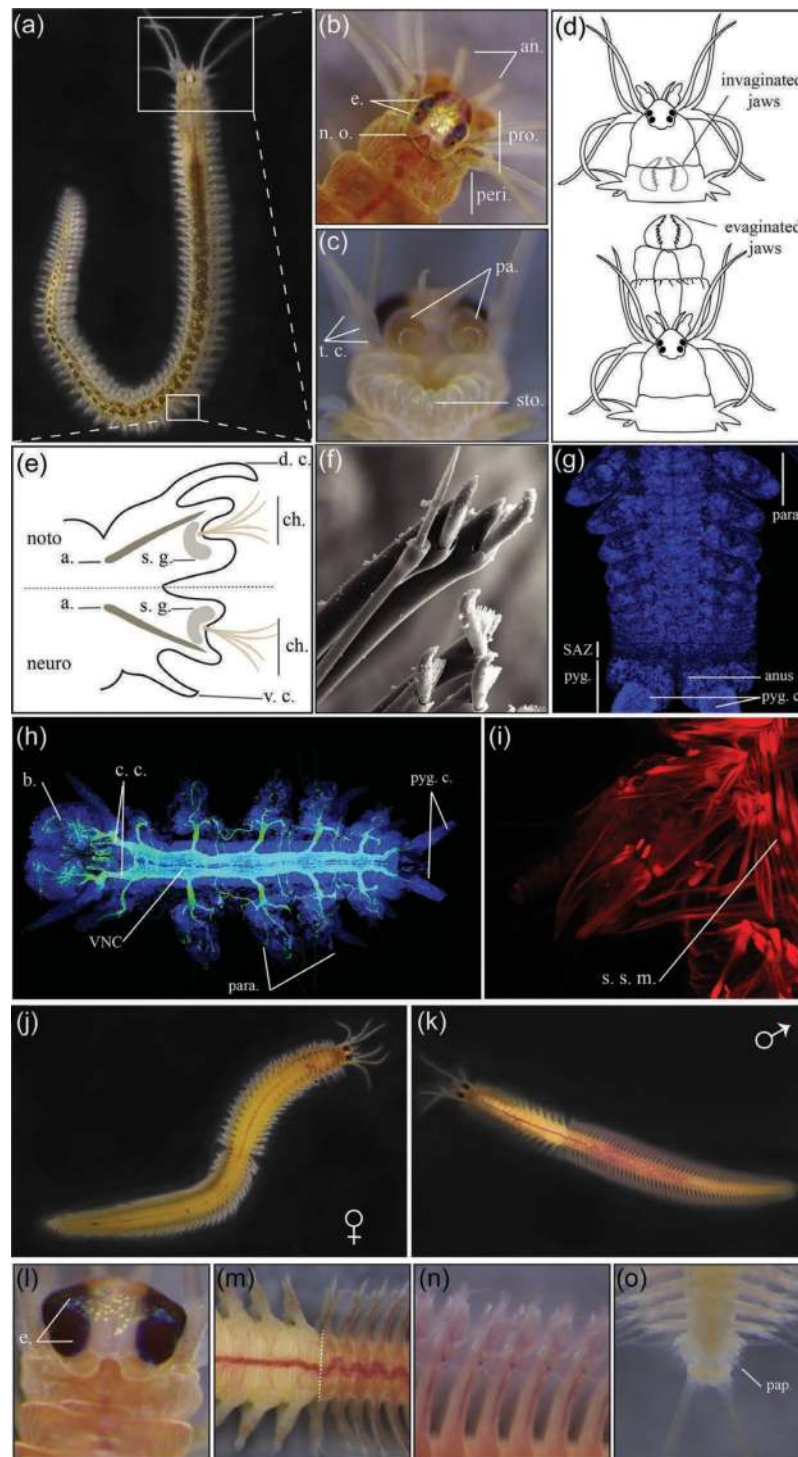 (a)
(b)
an.
e.
n. o.
pro.
peri.
(c)
pa.
t. c.
sto.
(d)
invaginated
jaws
evaginated
jaws
(e)
d. c.
noto
ch.
a.
s. g.
a.
s. g.
ch.
neuro
v. c.
(f)
(g)
para.
SAZ
pyg.
anus
pyg. c.
(h)
b.
c. c.
pyg. c.
VNC
para.
(i)
s. s. m.
(j)
♀
(k)
♂
(l)
e.
(m)
(n)
(o)
pap.